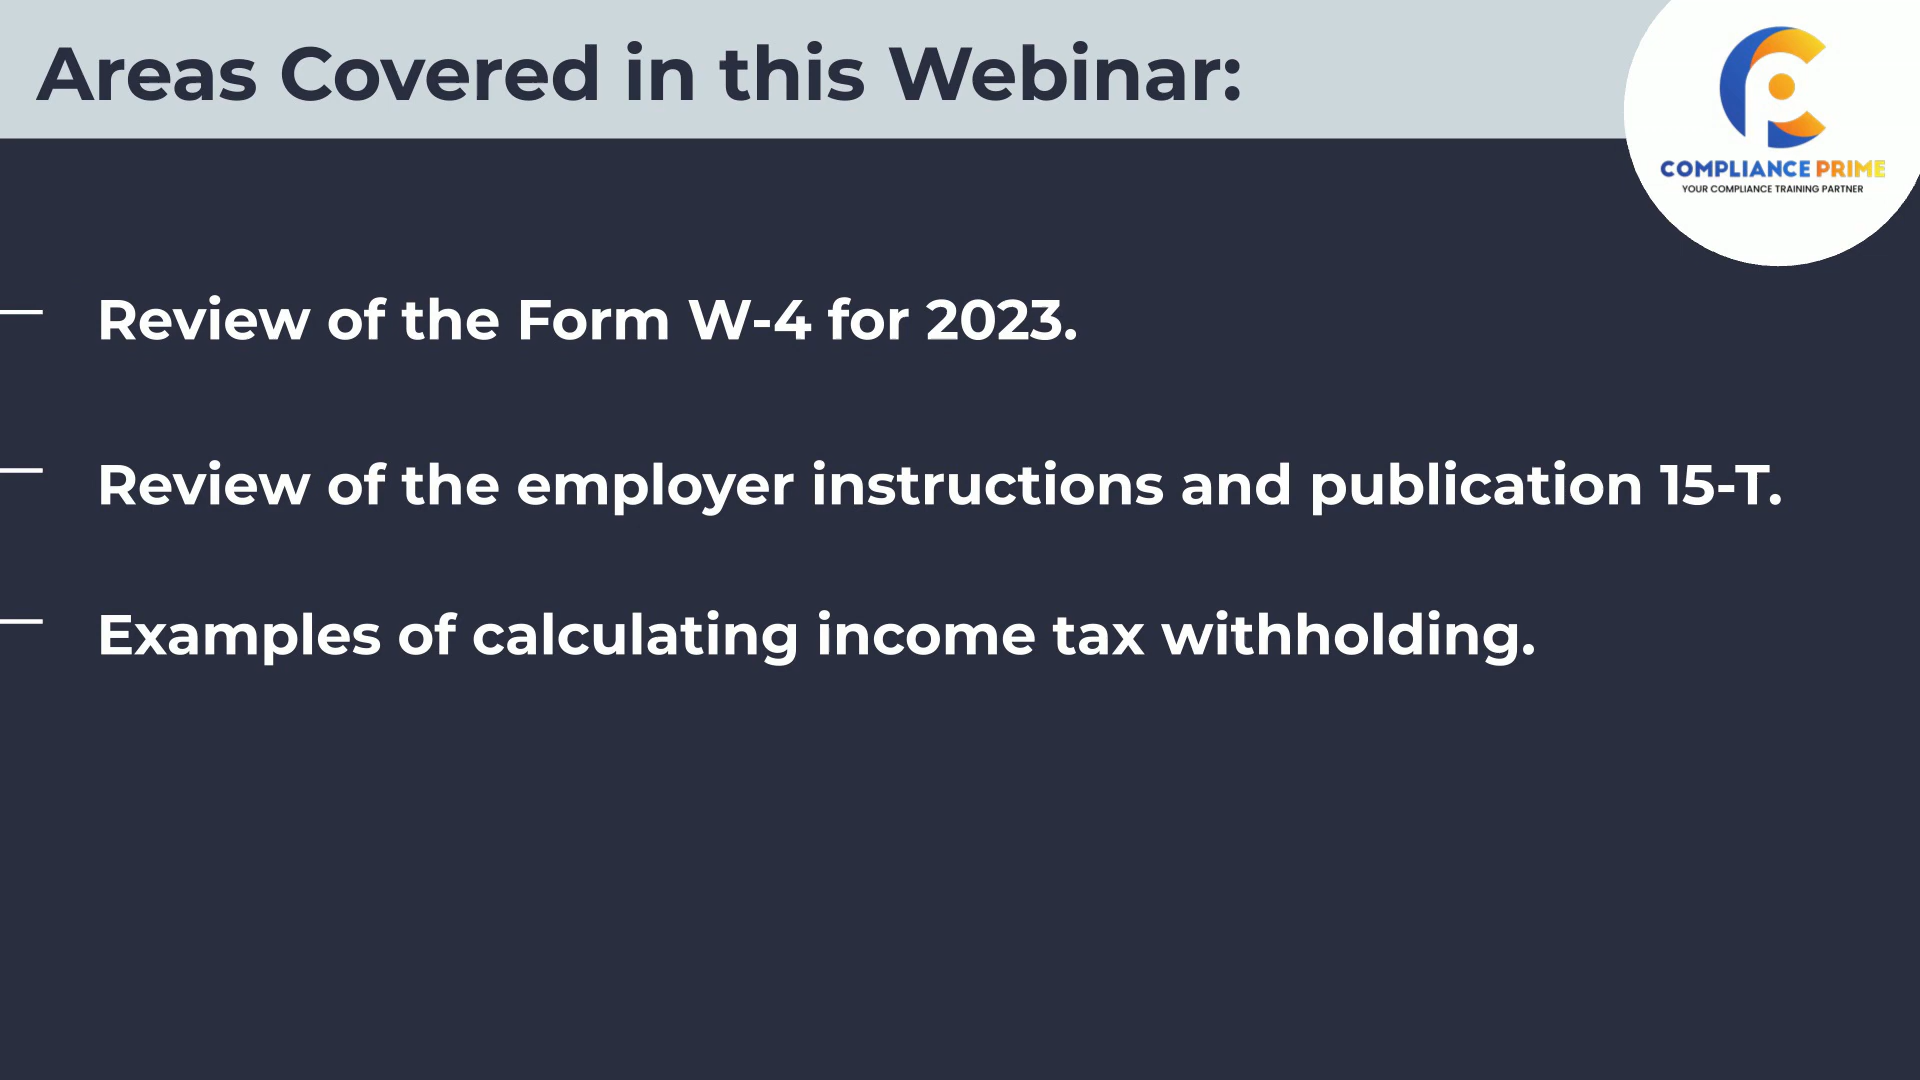 Areas Covered in this Webinar:
COMPLIANCE PRIME
YOUR COMPLIANCE TRAINING PARTNER
Review of the Form W-4 for 2023.
Review of the employer instructions and publication 15-T.
Examples of calculating income tax withholding.